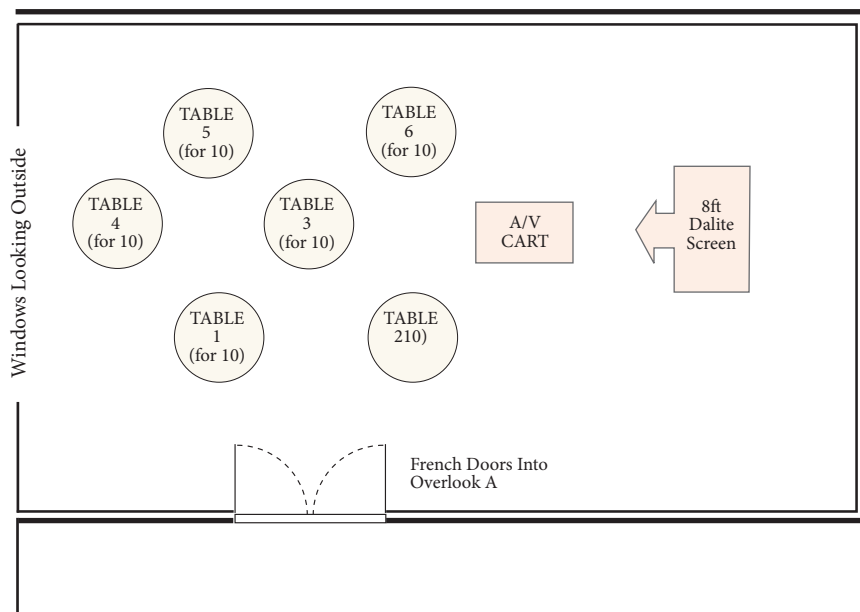 TABLE
5
(for 10)
TABLE
6
(for 10)
TABLE
4
(for 10)
TABLE
3
(for 10)
A/V
CART
8ft
Dalite
Screen
Windows Looking Outside
TABLE
1
(for 10)
TABLE
210)
French Doors Into
Overlook A